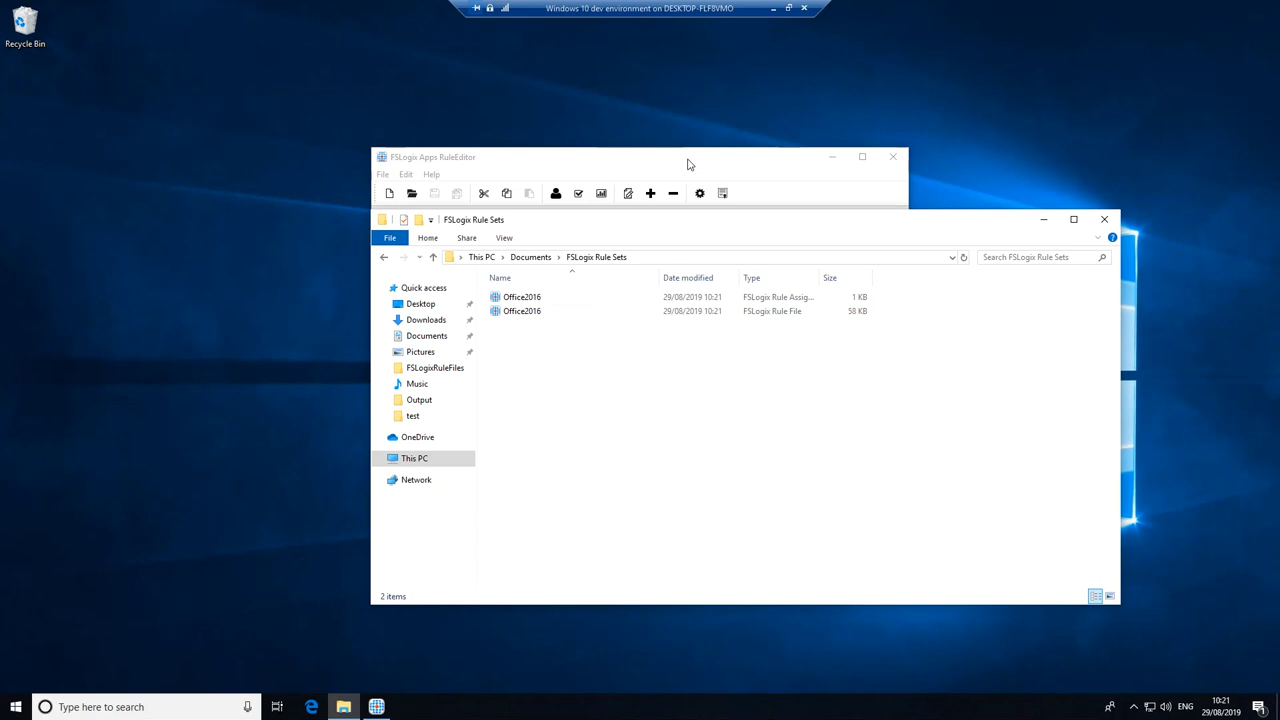 Windows 10 dev environment on DESKTOP-FLF8VMO
Recycle Bin
FSLogix Apps RuleEditor
File Edit Help
FSLogix Rule Sets
File Home Share View
This PC Documents FSLogix Rule Sets
Search FSLogix Rule Sets
Name Date modified Type Size
Office2016 29/08/2019 10:21 FSLogix Rule Assig... 1 KB
Office2016 29/08/2019 10:21 FSLogix Rule File 58 KB
Quick access
Desktop
Downloads
Documents
Pictures
FSLogixRuleFiles
Music
Output
test
OneDrive
This PC
Network
2 items
Type here to search
ENG
10:21
29/08/2019
1